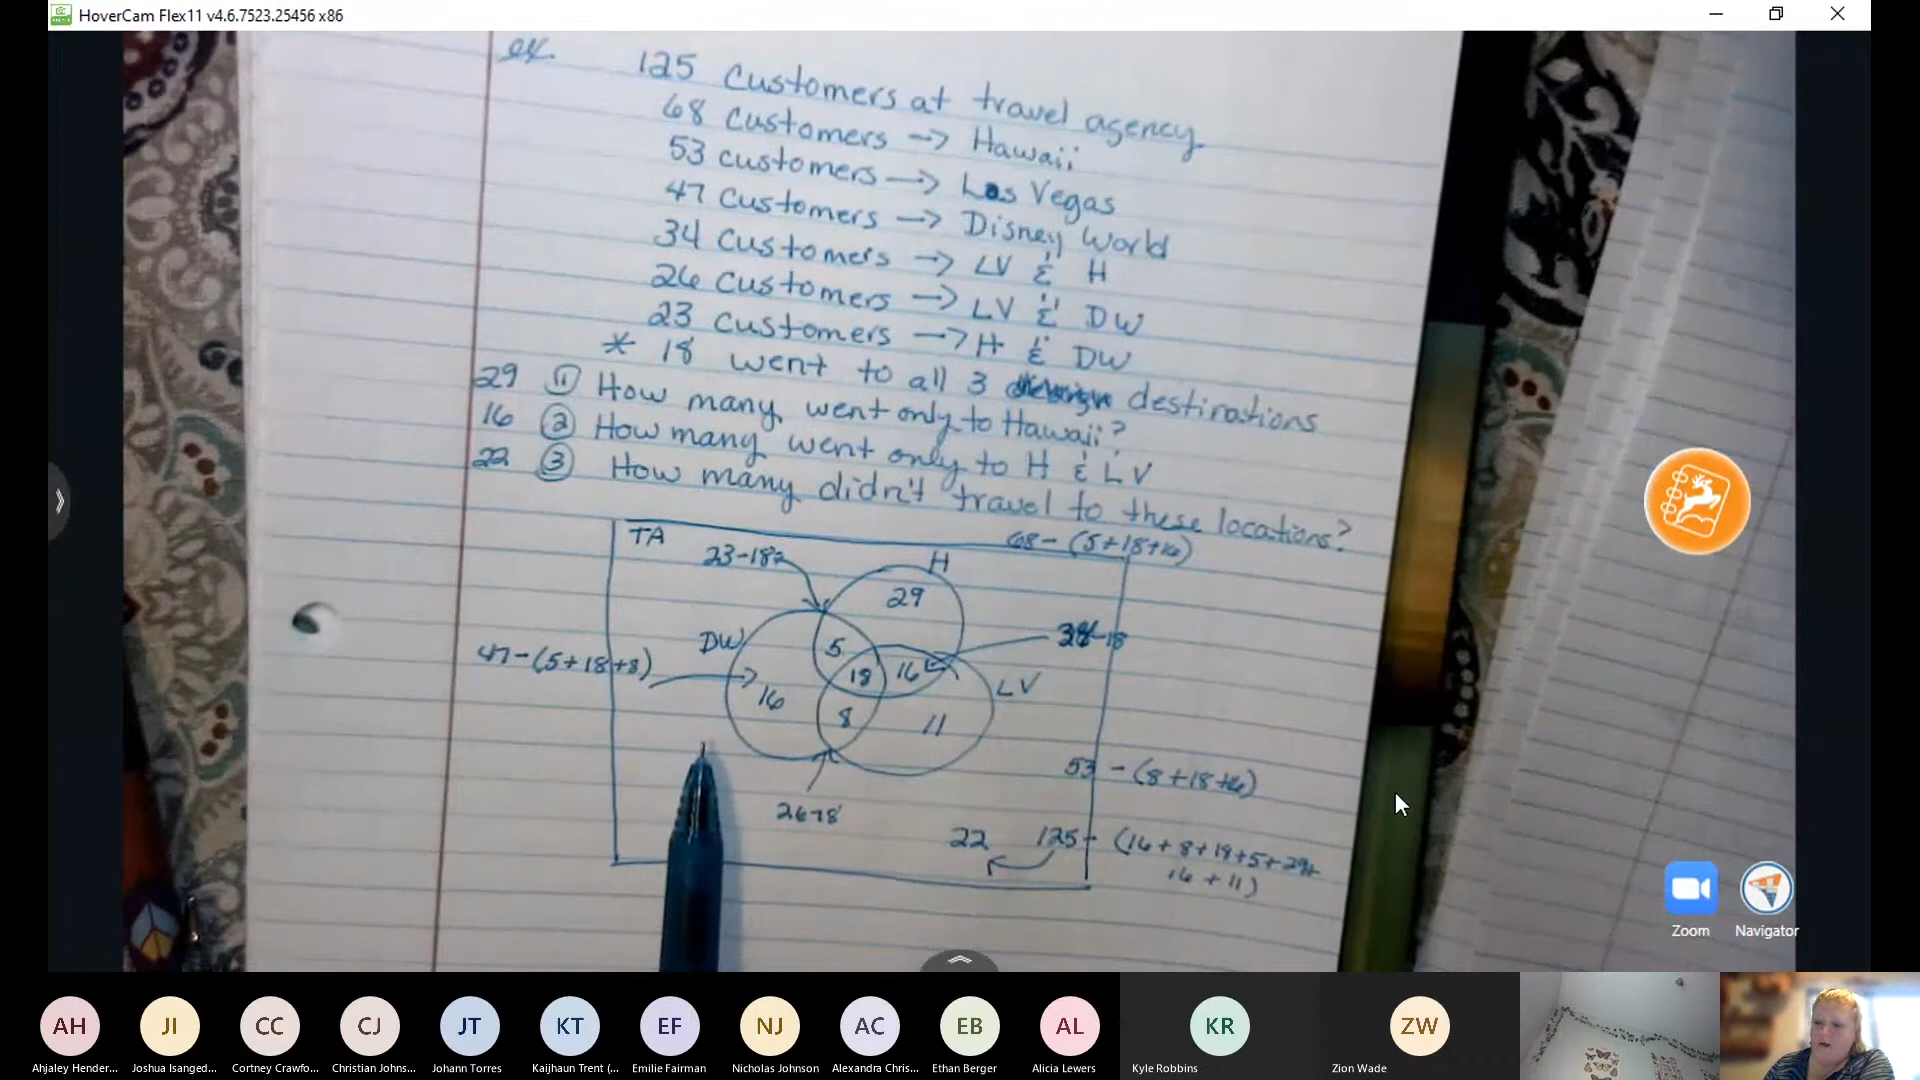 HoverCam Flex11 v4.6.7523.25456 x86
ex.
125 Customers at travel agency
68 Customers -> Hawaii
53 customers -> Las Vegas
47 Customers -> Disney World
34 Customers -> LV & H
26 Customers -> LV & DW
23 Customers -> H & DW
* 18 went to all 3 destinations
29 ① How many went only to Hawaii?
16 ② How many went only to H & LV
22 ③ How many didn't travel to these locations?
TA
23-18
H
68-(5+18+16)
29
DW
5
-18
47-(5+18+8)
18
16
LV
16
8
11
53-(8+18+16)
26-18
22
125-(16+8+18+5+29+
16+11)
Zoom
Navigator
AH
JI
CC
CJ
JT
KT
EF
NJ
AC
EB
AL
KR
ZW
Ahjaley Hender...
Joshua Isanged...
Cortney Crawfo...
Christian Johns...
Johann Torres
Kaijhaun Trent (...
Emilie Fairman
Nicholas Johnson
Alexandra Chris...
Ethan Berger
Alicia Lewers
Kyle Robbins
Zion Wade